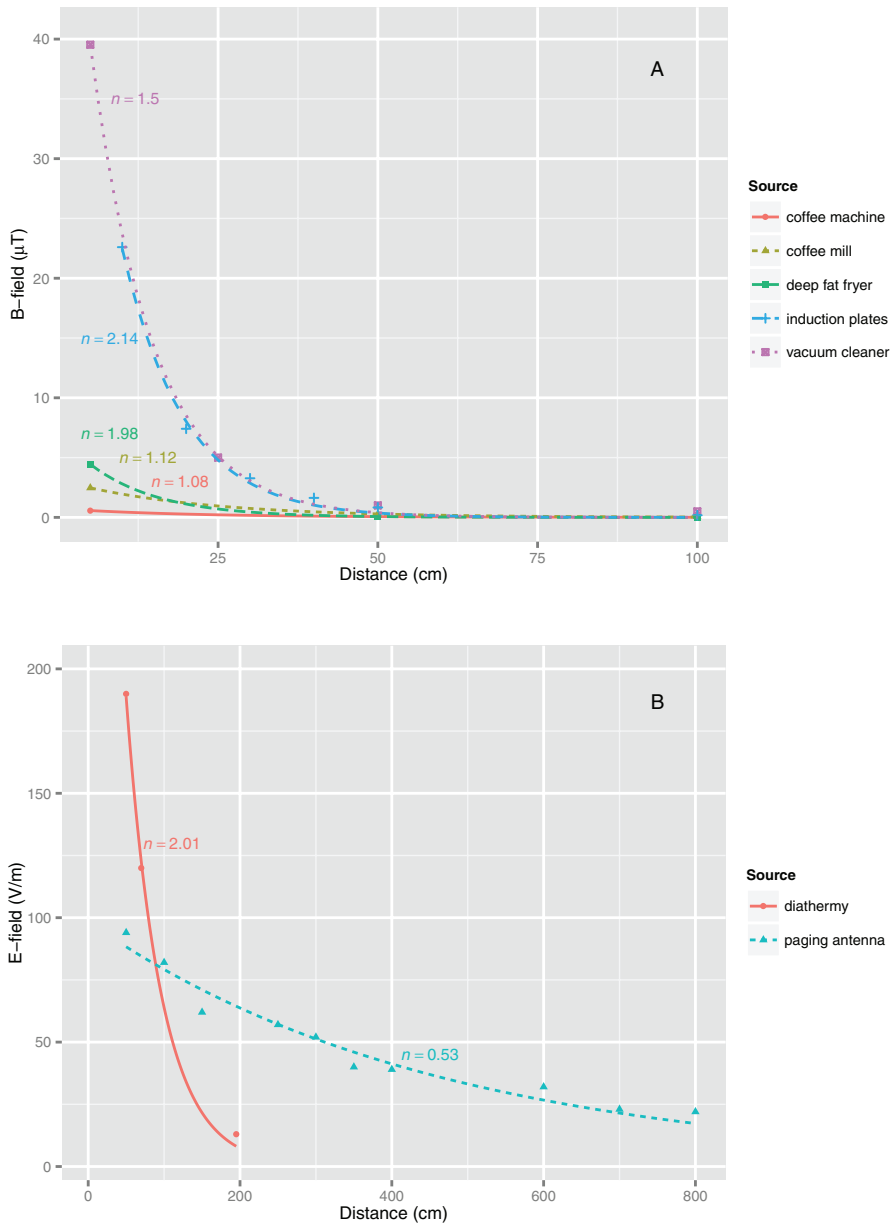 A
40
30
20
10
0
B−field (μT)
n = 1.5
n = 2.14
n = 1.98
n = 1.12
n = 1.08
25
50
75
100
Distance (cm)
Source
coffee machine
coffee mill
deep fat fryer
induction plates
vacuum cleaner
B
200
150
100
50
0
E−field (V/m)
n = 2.01
n = 0.53
0
200
400
600
800
Distance (cm)
Source
diathermy
paging antenna